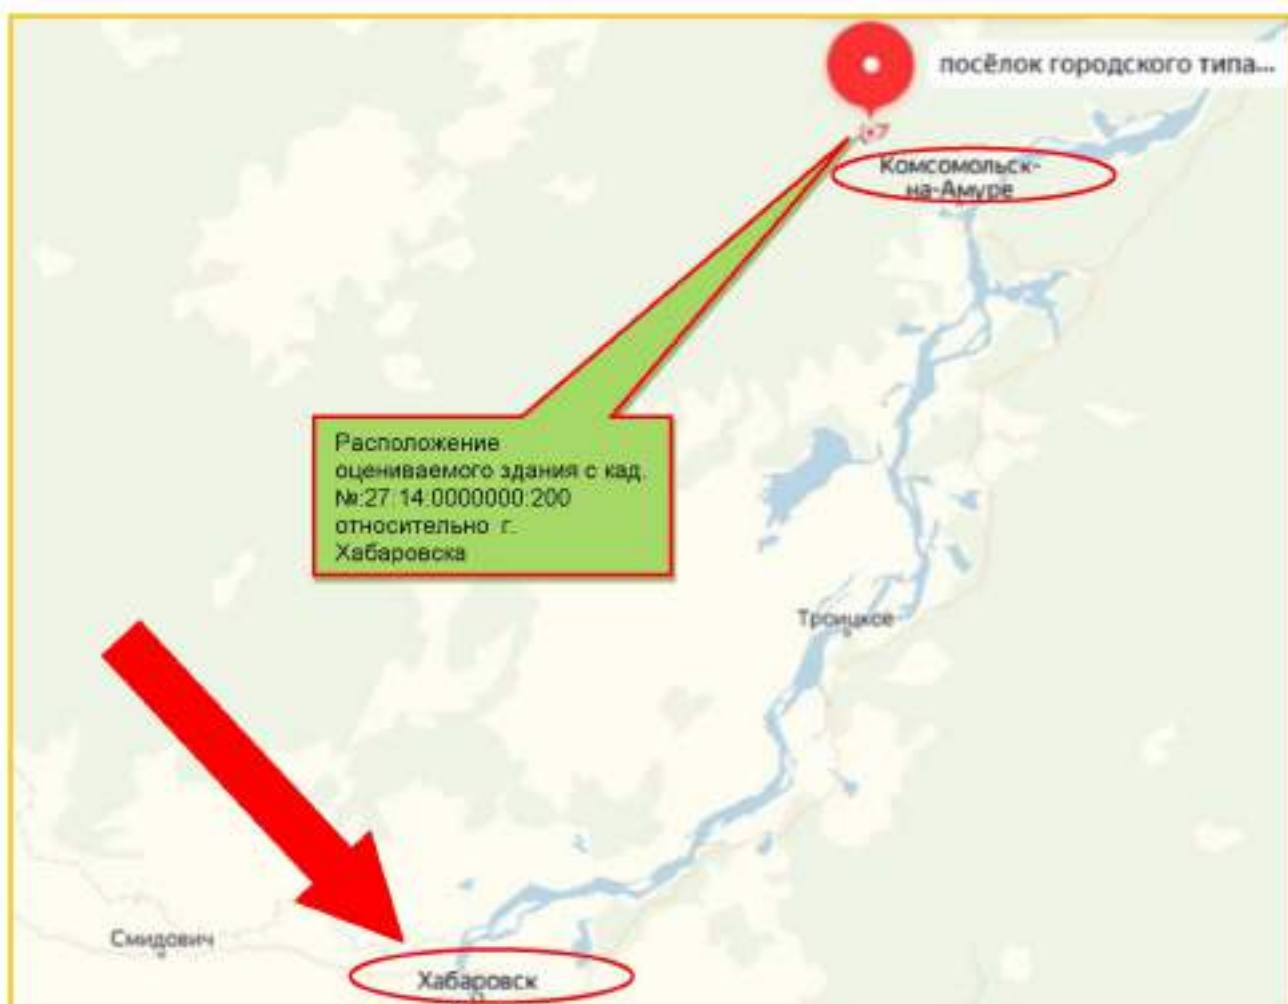 посёлок городского типа...
Комсомольск-
на-Амуре
Расположение
оцениваемого здания с кад.
№:27:14:0000000:200
относительно г.
Хабаровска
Троицкое
Смидович
Хабаровск